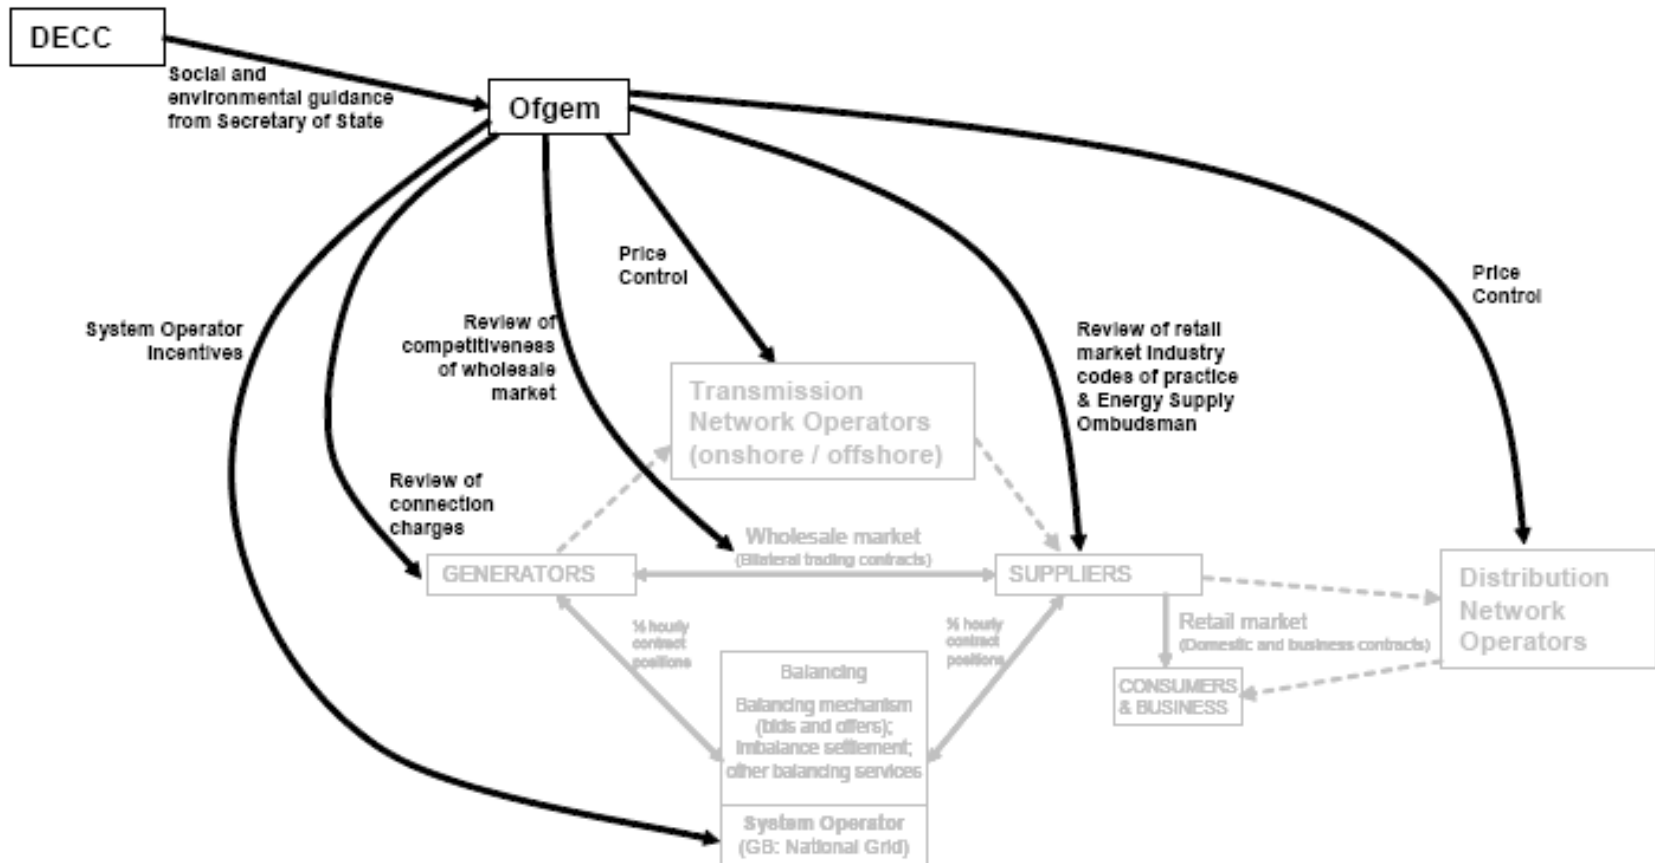 DECC
Social and
environmental guidance
from Secretary of State
Ofgem
System Operator
Incentives
Review of
connection
charges
Review of
competitiveness
of wholesale
market
Price
Control
Review of retail
market Industry
codes of practice
& Energy Supply
Ombudsman
Price
Control
Transmission
Network Operators
(onshore / offshore)
Wholesale market
(Bilateral trading contracts)
GENERATORS
SUPPLIERS
Distribution
Network
Operators
½ hourly
contract
positions
½ hourly
contract
positions
Retail market
(Domestic and business contracts)
CONSUMERS
& BUSINESS
Balancing
Balancing mechanism
(bids and offers);
Imbalance settlement;
other balancing services
System Operator
(GB: National Grid)